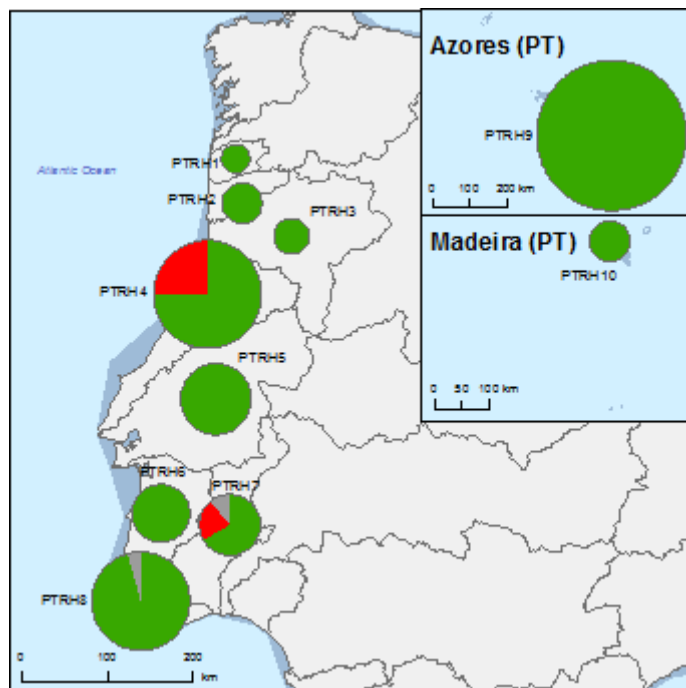 Azores (PT)
PTRH9
0 100 200 km
PTRH1
Atlantic Ocean
PTRH2
PTRH3
Madeira (PT)
PTRH10
PTRH4
PTRH5
0 50 100 km
PTRH6
PTRH7
PTRH8
0 100 200
km